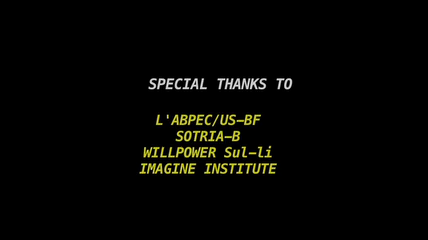 SPECIAL THANKS TO
L'ABPEC/US-BF
SOTRIA-B
WILLPOWER Sul-li
IMAGINE INSTITUTE